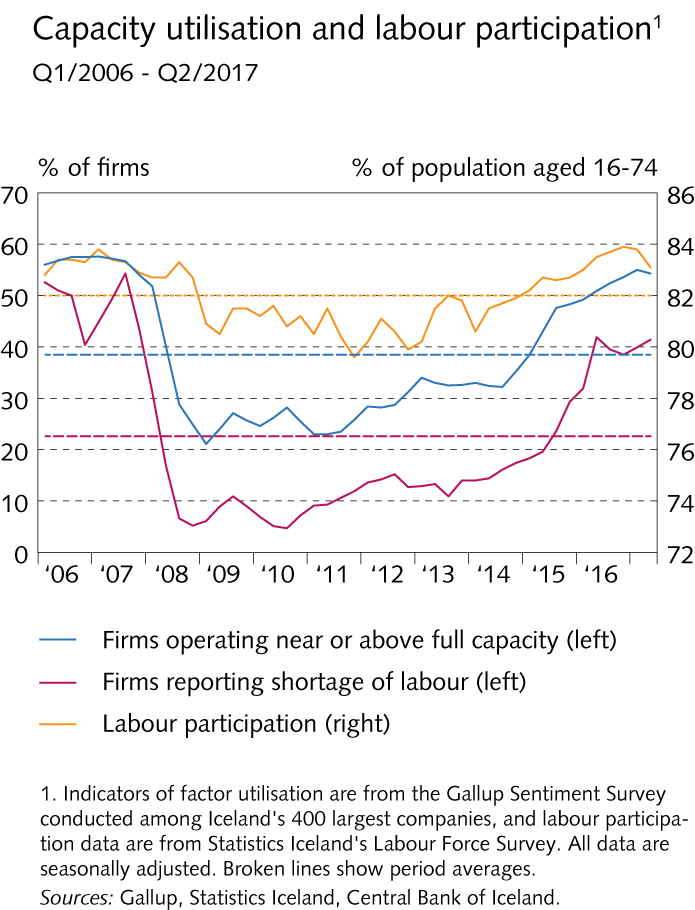 Capacity utilisation and labour participation¹
Q1/2006 - Q2/2017
% of firms % of population aged 16-74
70 86
60 84
50 82
40 80
30 78
20 76
10 74
0 72
‘06 ‘07 ‘08 ‘09 ‘10 ‘11 ‘12 ‘13 ‘14 ‘15 ‘16
Firms operating near or above full capacity (left)
Firms reporting shortage of labour (left)
Labour participation (right)
1. Indicators of factor utilisation are from the Gallup Sentiment Survey
conducted among Iceland's 400 largest companies, and labour participa-
tion data are from Statistics Iceland's Labour Force Survey. All data are
seasonally adjusted. Broken lines show period averages.
Sources: Gallup, Statistics Iceland, Central Bank of Iceland.